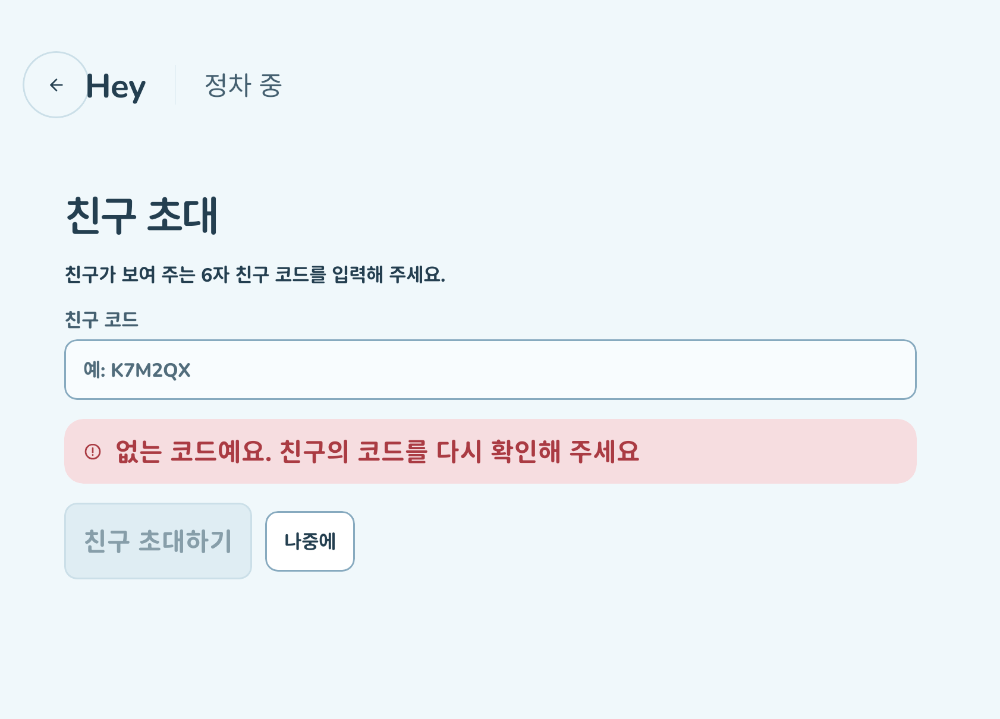 Hey
정차 중
친구 초대
친구가 보여 주는 6자 친구 코드를 입력해 주세요.
친구 코드
예: K7M2QX
없는 코드예요. 친구의 코드를 다시 확인해 주세요
친구 초대하기
나중에